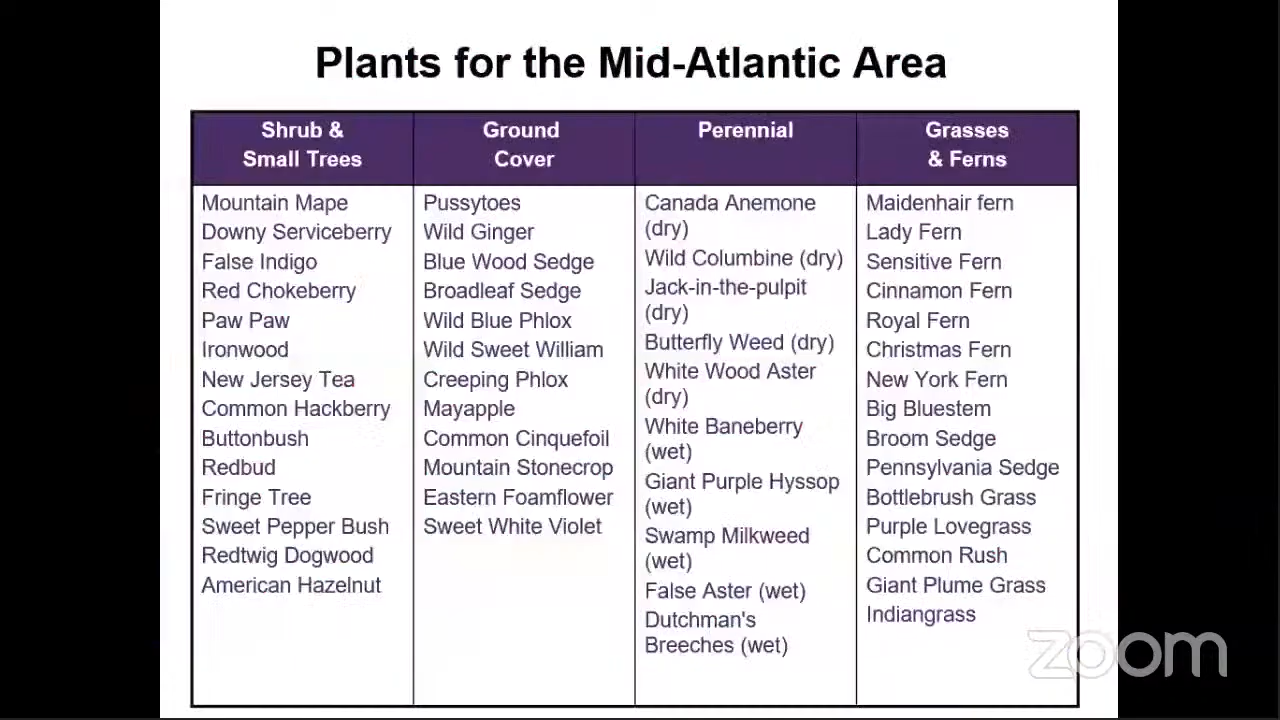 Plants for the Mid-Atlantic Area
Shrub &
Small Trees
Mountain Mape
Downy Serviceberry
False Indigo
Red Chokeberry
Paw Paw
Ironwood
New Jersey Tea
Common Hackberry
Buttonbush
Redbud
Fringe Tree
Sweet Pepper Bush
Redtwig Dogwood
American Hazelnut
Ground
Cover
Pussytoes
Wild Ginger
Blue Wood Sedge
Broadleaf Sedge
Wild Blue Phlox
Wild Sweet William
Creeping Phlox
Mayapple
Common Cinquefoil
Mountain Stonecrop
Eastern Foamflower
Sweet White Violet
Perennial
Canada Anemone
(dry)
Wild Columbine (dry)
Jack-in-the-pulpit
(dry)
Butterfly Weed (dry)
White Wood Aster
(dry)
White Baneberry
(wet)
Giant Purple Hyssop
(wet)
Swamp Milkweed
(wet)
False Aster (wet)
Dutchman's
Breeches (wet)
Grasses
& Ferns
Maidenhair fern
Lady Fern
Sensitive Fern
Cinnamon Fern
Royal Fern
Christmas Fern
New York Fern
Big Bluestem
Broom Sedge
Pennsylvania Sedge
Bottlebrush Grass
Purple Lovegrass
Common Rush
Giant Plume Grass
Indiangrass
zoom